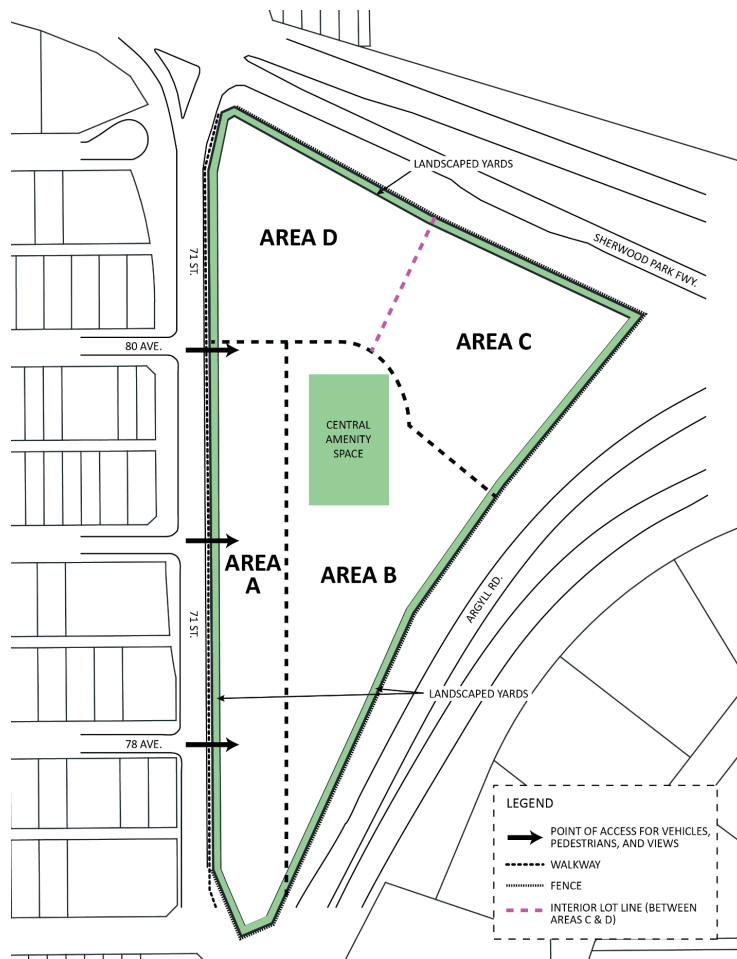 LANDSCAPED YARDS
AREA D
SHERWOOD PARK FWY.
71 ST.
80 AVE.
AREA C
CENTRAL
AMENITY
SPACE
AREA
A
AREA B
ARGYLL RD.
71 ST.
LANDSCAPED YARDS
78 AVE.
LEGEND
POINT OF ACCESS FOR VEHICLES,
PEDESTRIANS, AND VIEWS
WALKWAY
FENCE
INTERIOR LOT LINE (BETWEEN
AREAS C & D)